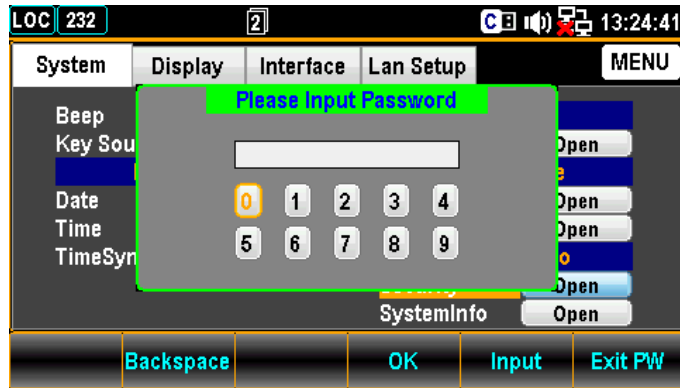 LOC 232 2 C 13:24:41
System Display Interface Lan Setup MENU
Please Input Password
Beep
Key Sou Open
e
Date Open
Time Open
TimeSyn o
0 1 2 3 4
5 6 7 8 9
Security Open
SystemInfo Open
Backspace OK Input Exit PW